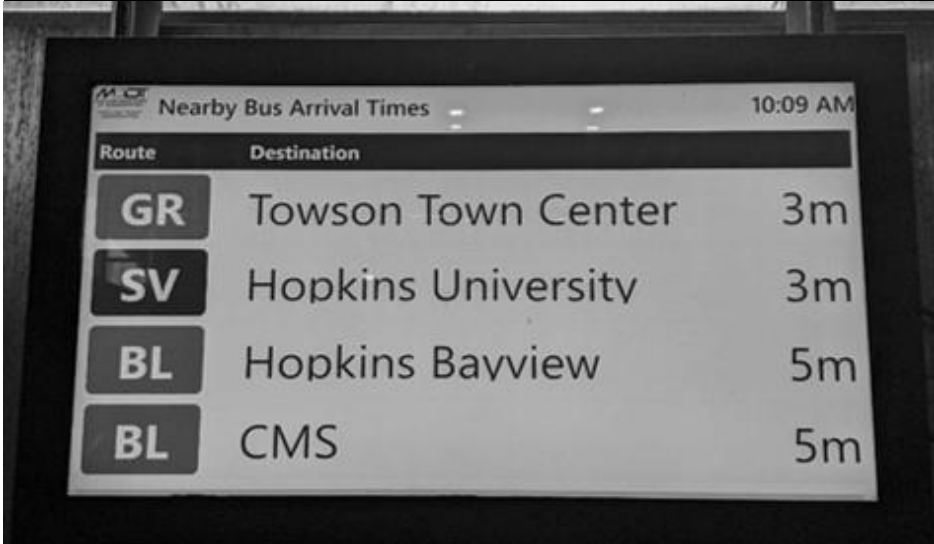 Nearby Bus Arrival Times 10:09 AM
Route Destination
GR Towson Town Center 3m
SV Hopkins University 3m
BL Hopkins Bayview 5m
BL CMS 5m